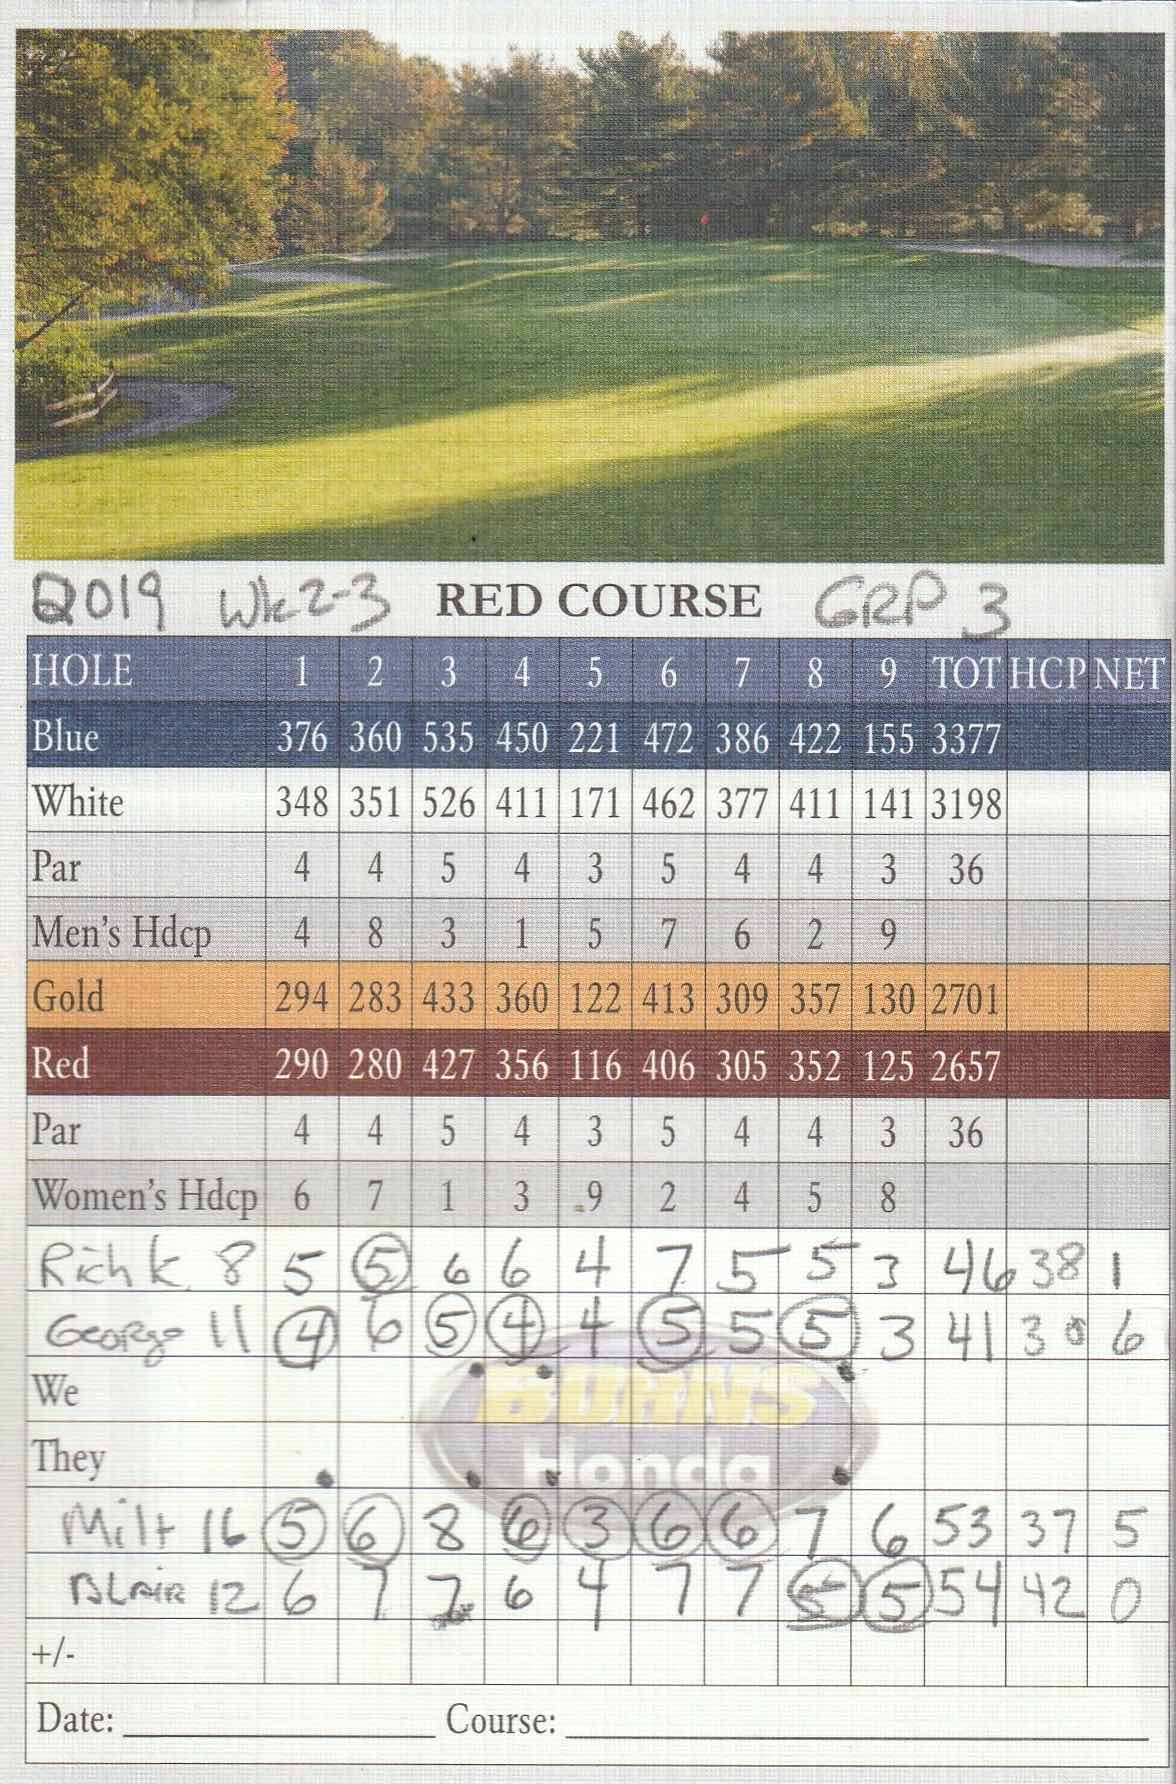 2019 Wk 2-3 RED COURSE GRP 3
HOLE 1 2 3 4 5 6 7 8 9 TOT HCP NET
Blue 376 360 535 450 221 472 386 422 155 3377
White 348 351 526 411 171 462 377 411 141 3198
Par 4 4 5 4 3 5 4 4 3 36
Men's Hdcp 4 8 3 1 5 7 6 2 9
Gold 294 283 433 360 122 413 309 357 130 2701
Red 290 280 427 356 116 406 305 352 125 2657
Par 4 4 5 4 3 5 4 4 3 36
Women's Hdcp 6 7 1 3 9 2 4 5 8
Rich K 8 5 5 6 6 4 7 5 5 3 46 38 1
George 11 4 6 5 4 4 5 5 5 3 41 30 6
We
BURNS
They
Honda
Milt 16 5 6 8 6 3 6 6 7 6 53 37 5
BLAIR 12 6 7 7 6 4 7 7 5 5 54 42 0
+/-
Date: Course: